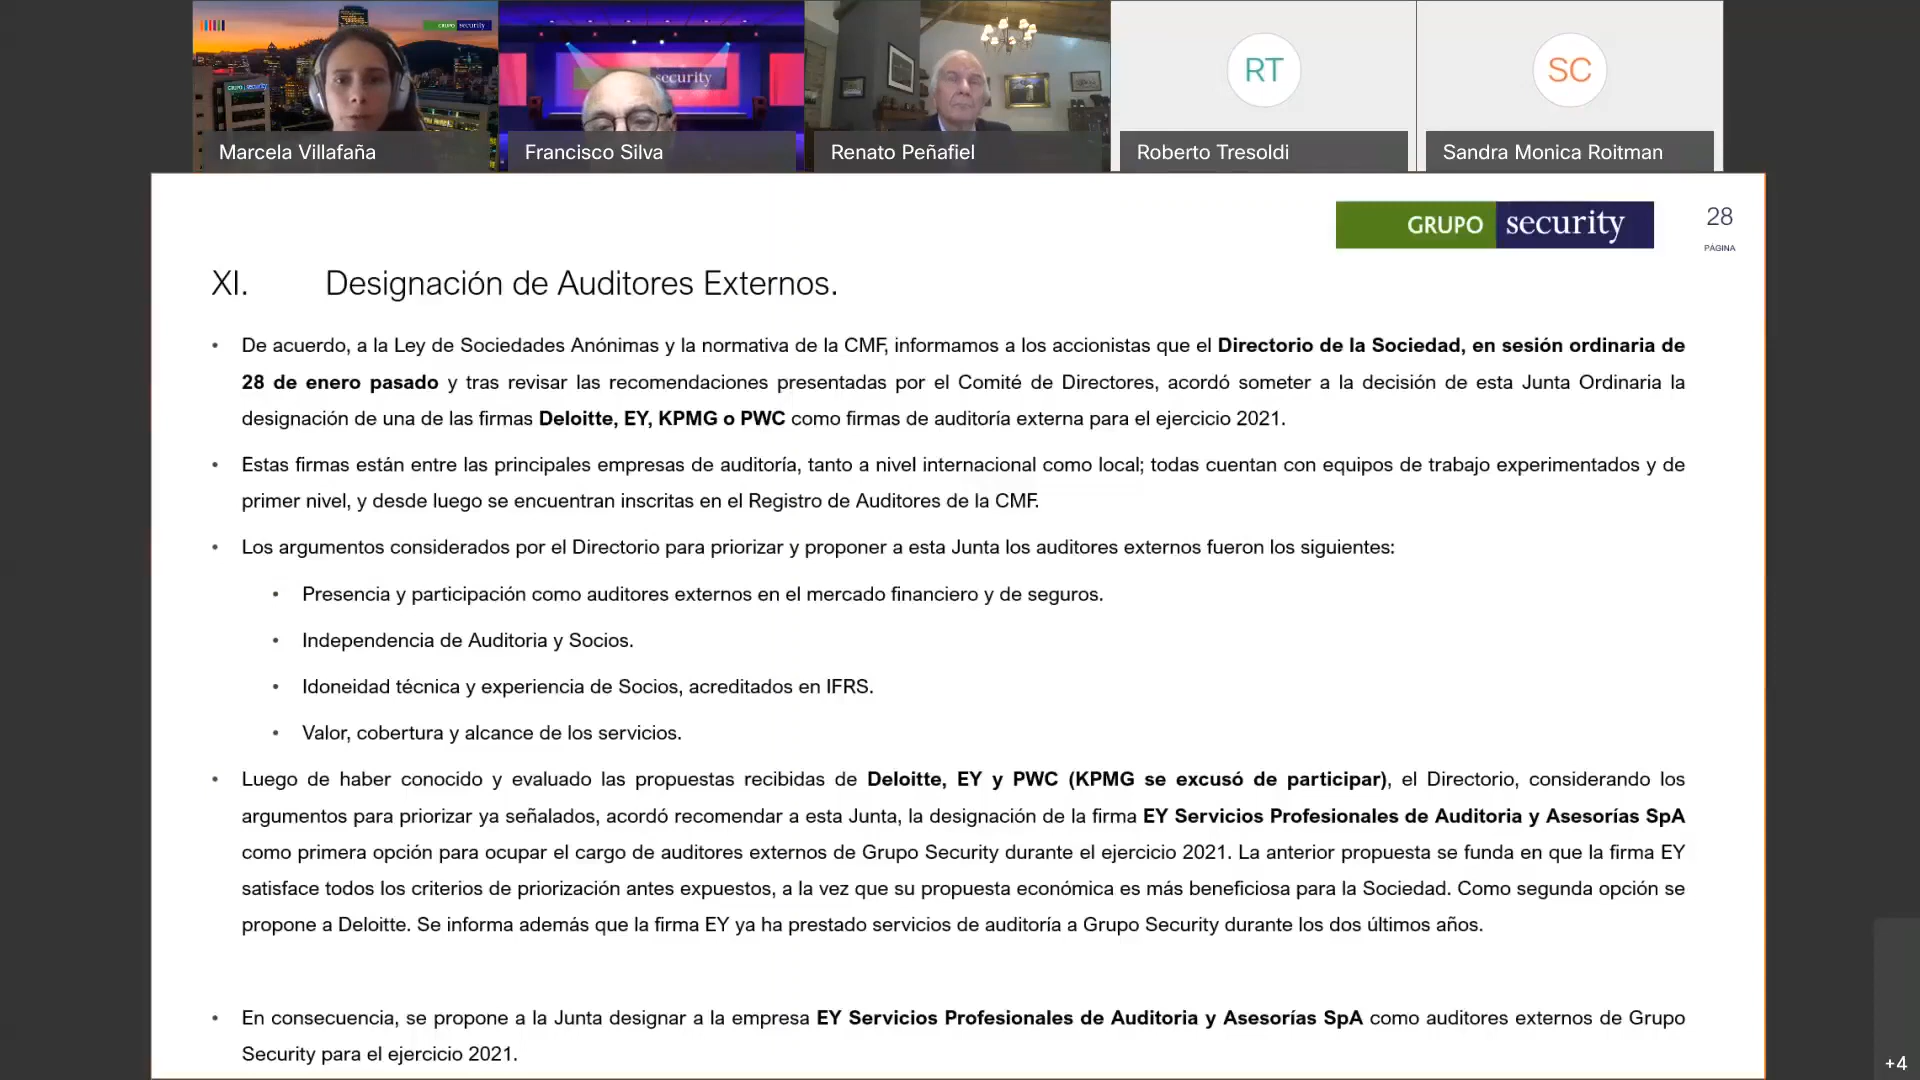 GRUPO security
GRUPO security
security
RT
SC
Marcela Villafaña
Francisco Silva
Renato Peñafiel
Roberto Tresoldi
Sandra Monica Roitman
GRUPO security
28
PÁGINA
XI. Designación de Auditores Externos.
• De acuerdo, a la Ley de Sociedades Anónimas y la normativa de la CMF, informamos a los accionistas que el Directorio de la Sociedad, en sesión ordinaria de
28 de enero pasado y tras revisar las recomendaciones presentadas por el Comité de Directores, acordó someter a la decisión de esta Junta Ordinaria la
designación de una de las firmas Deloitte, EY, KPMG o PWC como firmas de auditoría externa para el ejercicio 2021.
• Estas firmas están entre las principales empresas de auditoría, tanto a nivel internacional como local; todas cuentan con equipos de trabajo experimentados y de
primer nivel, y desde luego se encuentran inscritas en el Registro de Auditores de la CMF.
• Los argumentos considerados por el Directorio para priorizar y proponer a esta Junta los auditores externos fueron los siguientes:
• Presencia y participación como auditores externos en el mercado financiero y de seguros.
• Independencia de Auditoria y Socios.
• Idoneidad técnica y experiencia de Socios, acreditados en IFRS.
• Valor, cobertura y alcance de los servicios.
• Luego de haber conocido y evaluado las propuestas recibidas de Deloitte, EY y PWC (KPMG se excusó de participar), el Directorio, considerando los
argumentos para priorizar ya señalados, acordó recomendar a esta Junta, la designación de la firma EY Servicios Profesionales de Auditoria y Asesorías SpA
como primera opción para ocupar el cargo de auditores externos de Grupo Security durante el ejercicio 2021. La anterior propuesta se funda en que la firma EY
satisface todos los criterios de priorización antes expuestos, a la vez que su propuesta económica es más beneficiosa para la Sociedad. Como segunda opción se
propone a Deloitte. Se informa además que la firma EY ya ha prestado servicios de auditoría a Grupo Security durante los dos últimos años.
• En consecuencia, se propone a la Junta designar a la empresa EY Servicios Profesionales de Auditoria y Asesorías SpA como auditores externos de Grupo
Security para el ejercicio 2021.
+4